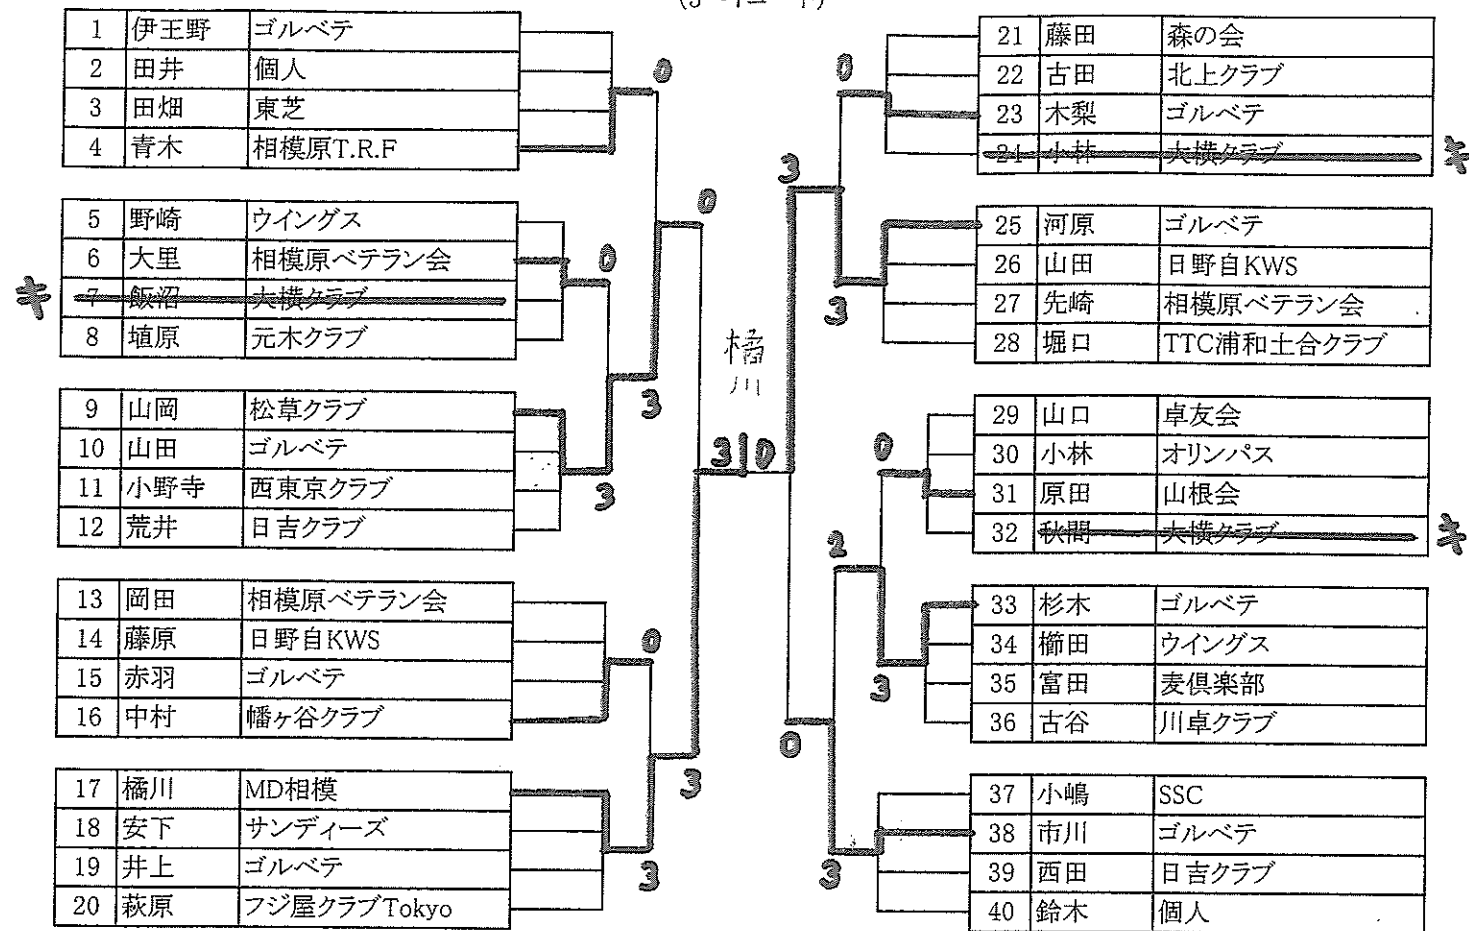 1 伊王野 ゴルベテ
2 田井 個人
3 田畑 東芝
4 青木 相模原T.R.F
5 野崎 ウイングス
6 大里 相模原ベテラン会
キ 7 飯沼 大横クラブ
8 埴原 元木クラブ
9 山岡 松草クラブ
10 山田 ゴルベテ
11 小野寺 西東京クラブ
12 荒井 日吉クラブ
13 岡田 相模原ベテラン会
14 藤原 日野自KWS
15 赤羽 ゴルベテ
16 中村 幡ヶ谷クラブ
17 橘川 MD相模
18 安下 サンディーズ
19 井上 ゴルベテ
20 萩原 フジ屋クラブTokyo
0
0
0
3
3
0
3
0
3
橘川
3 0
3
0
3
0
2
3
0
3
21 藤田 森の会
22 古田 北上クラブ
23 木梨 ゴルベテ
24 小林 大横クラブ キ
25 河原 ゴルベテ
26 山田 日野自KWS
27 先崎 相模原ベテラン会
28 堀口 TTC浦和土合クラブ
29 山口 卓友会
30 小林 オリンパス
31 原田 山根会
32 秋間 大横クラブ キ
33 杉木 ゴルベテ
34 櫛田 ウイングス
35 富田 麦倶楽部
36 古谷 川卓クラブ
37 小嶋 SSC
38 市川 ゴルベテ
39 西田 日吉クラブ
40 鈴木 個人